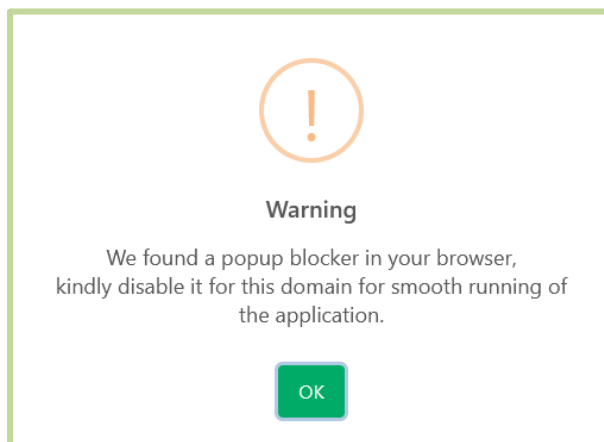 !
Warning
We found a popup blocker in your browser,
kindly disable it for this domain for smooth running of
the application.
OK